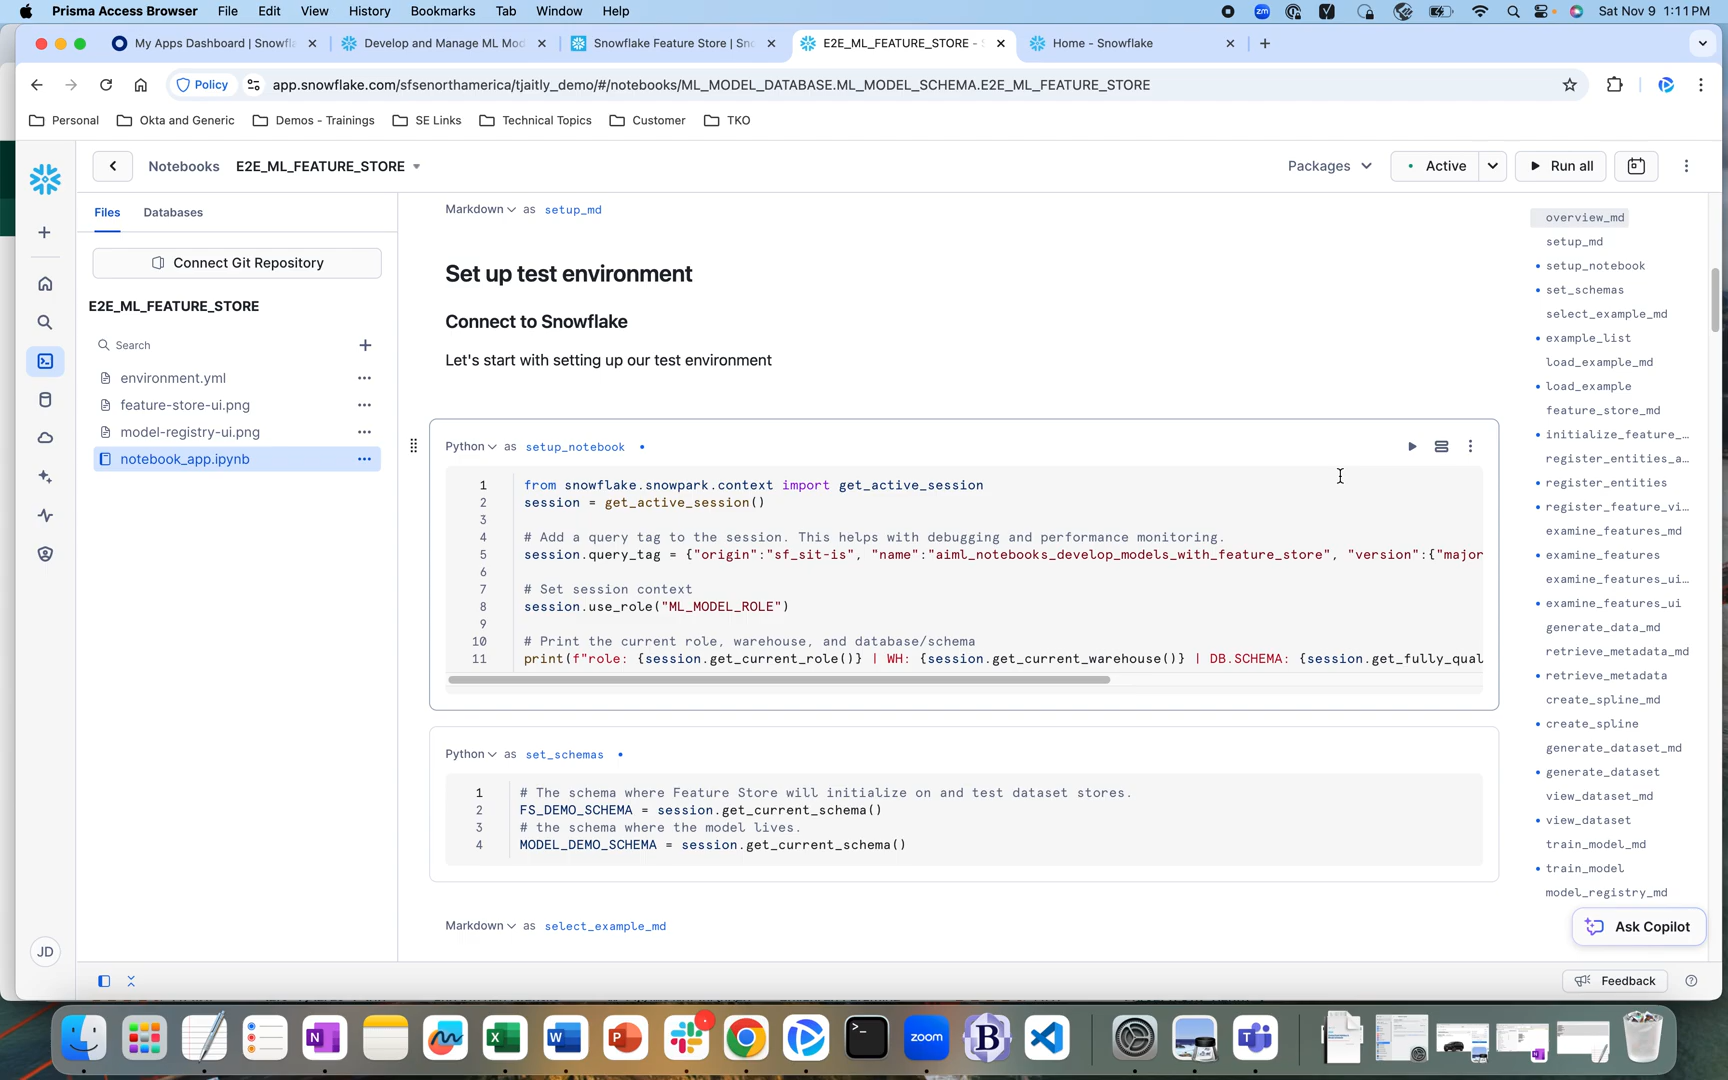 Prisma Access Browser File Edit View History Bookmarks Tab Window Help
zm
Sat Nov 9 1:11 PM
My Apps Dashboard | Snowfla
Develop and Manage ML Mod
Snowflake Feature Store | Sno
E2E_ML_FEATURE_STORE - S
Home - Snowflake
Policy
app.snowflake.com/sfsenorthamerica/tjaitly_demo/#/notebooks/ML_MODEL_DATABASE.ML_MODEL_SCHEMA.E2E_ML_FEATURE_STORE
Personal Okta and Generic Demos - Trainings SE Links Technical Topics Customer TKO
Notebooks E2E_ML_FEATURE_STORE
Packages Active Run all
Files Databases
Connect Git Repository
E2E_ML_FEATURE_STORE
Search
environment.yml
feature-store-ui.png
model-registry-ui.png
notebook_app.ipynb
JD
Markdown as setup_md
Set up test environment
Connect to Snowflake
Let's start with setting up our test environment
Python as setup_notebook
1 from snowflake.snowpark.context import get_active_session
2 session = get_active_session()
3
4 # Add a query tag to the session. This helps with debugging and performance monitoring.
5 session.query_tag = {"origin":"sf_sit-is", "name":"aiml_notebooks_develop_models_with_feature_store", "version":{"major
6
7 # Set session context
8 session.use_role("ML_MODEL_ROLE")
9
10 # Print the current role, warehouse, and database/schema
11 print(f"role: {session.get_current_role()} | WH: {session.get_current_warehouse()} | DB.SCHEMA: {session.get_fully_qual
Python as set_schemas
1 # The schema where Feature Store will initialize on and test dataset stores.
2 FS_DEMO_SCHEMA = session.get_current_schema()
3 # the schema where the model lives.
4 MODEL_DEMO_SCHEMA = session.get_current_schema()
Markdown as select_example_md
overview_md
setup_md
setup_notebook
set_schemas
select_example_md
example_list
load_example_md
load_example
feature_store_md
initialize_feature_…
register_entities_a…
register_entities
register_feature_vi…
examine_features_md
examine_features
examine_features_ui…
examine_features_ui
generate_data_md
retrieve_metadata_md
retrieve_metadata
create_spline_md
create_spline
generate_dataset_md
generate_dataset
view_dataset_md
view_dataset
train_model_md
train_model
model_registry_md
Ask Copilot
Feedback
zoom